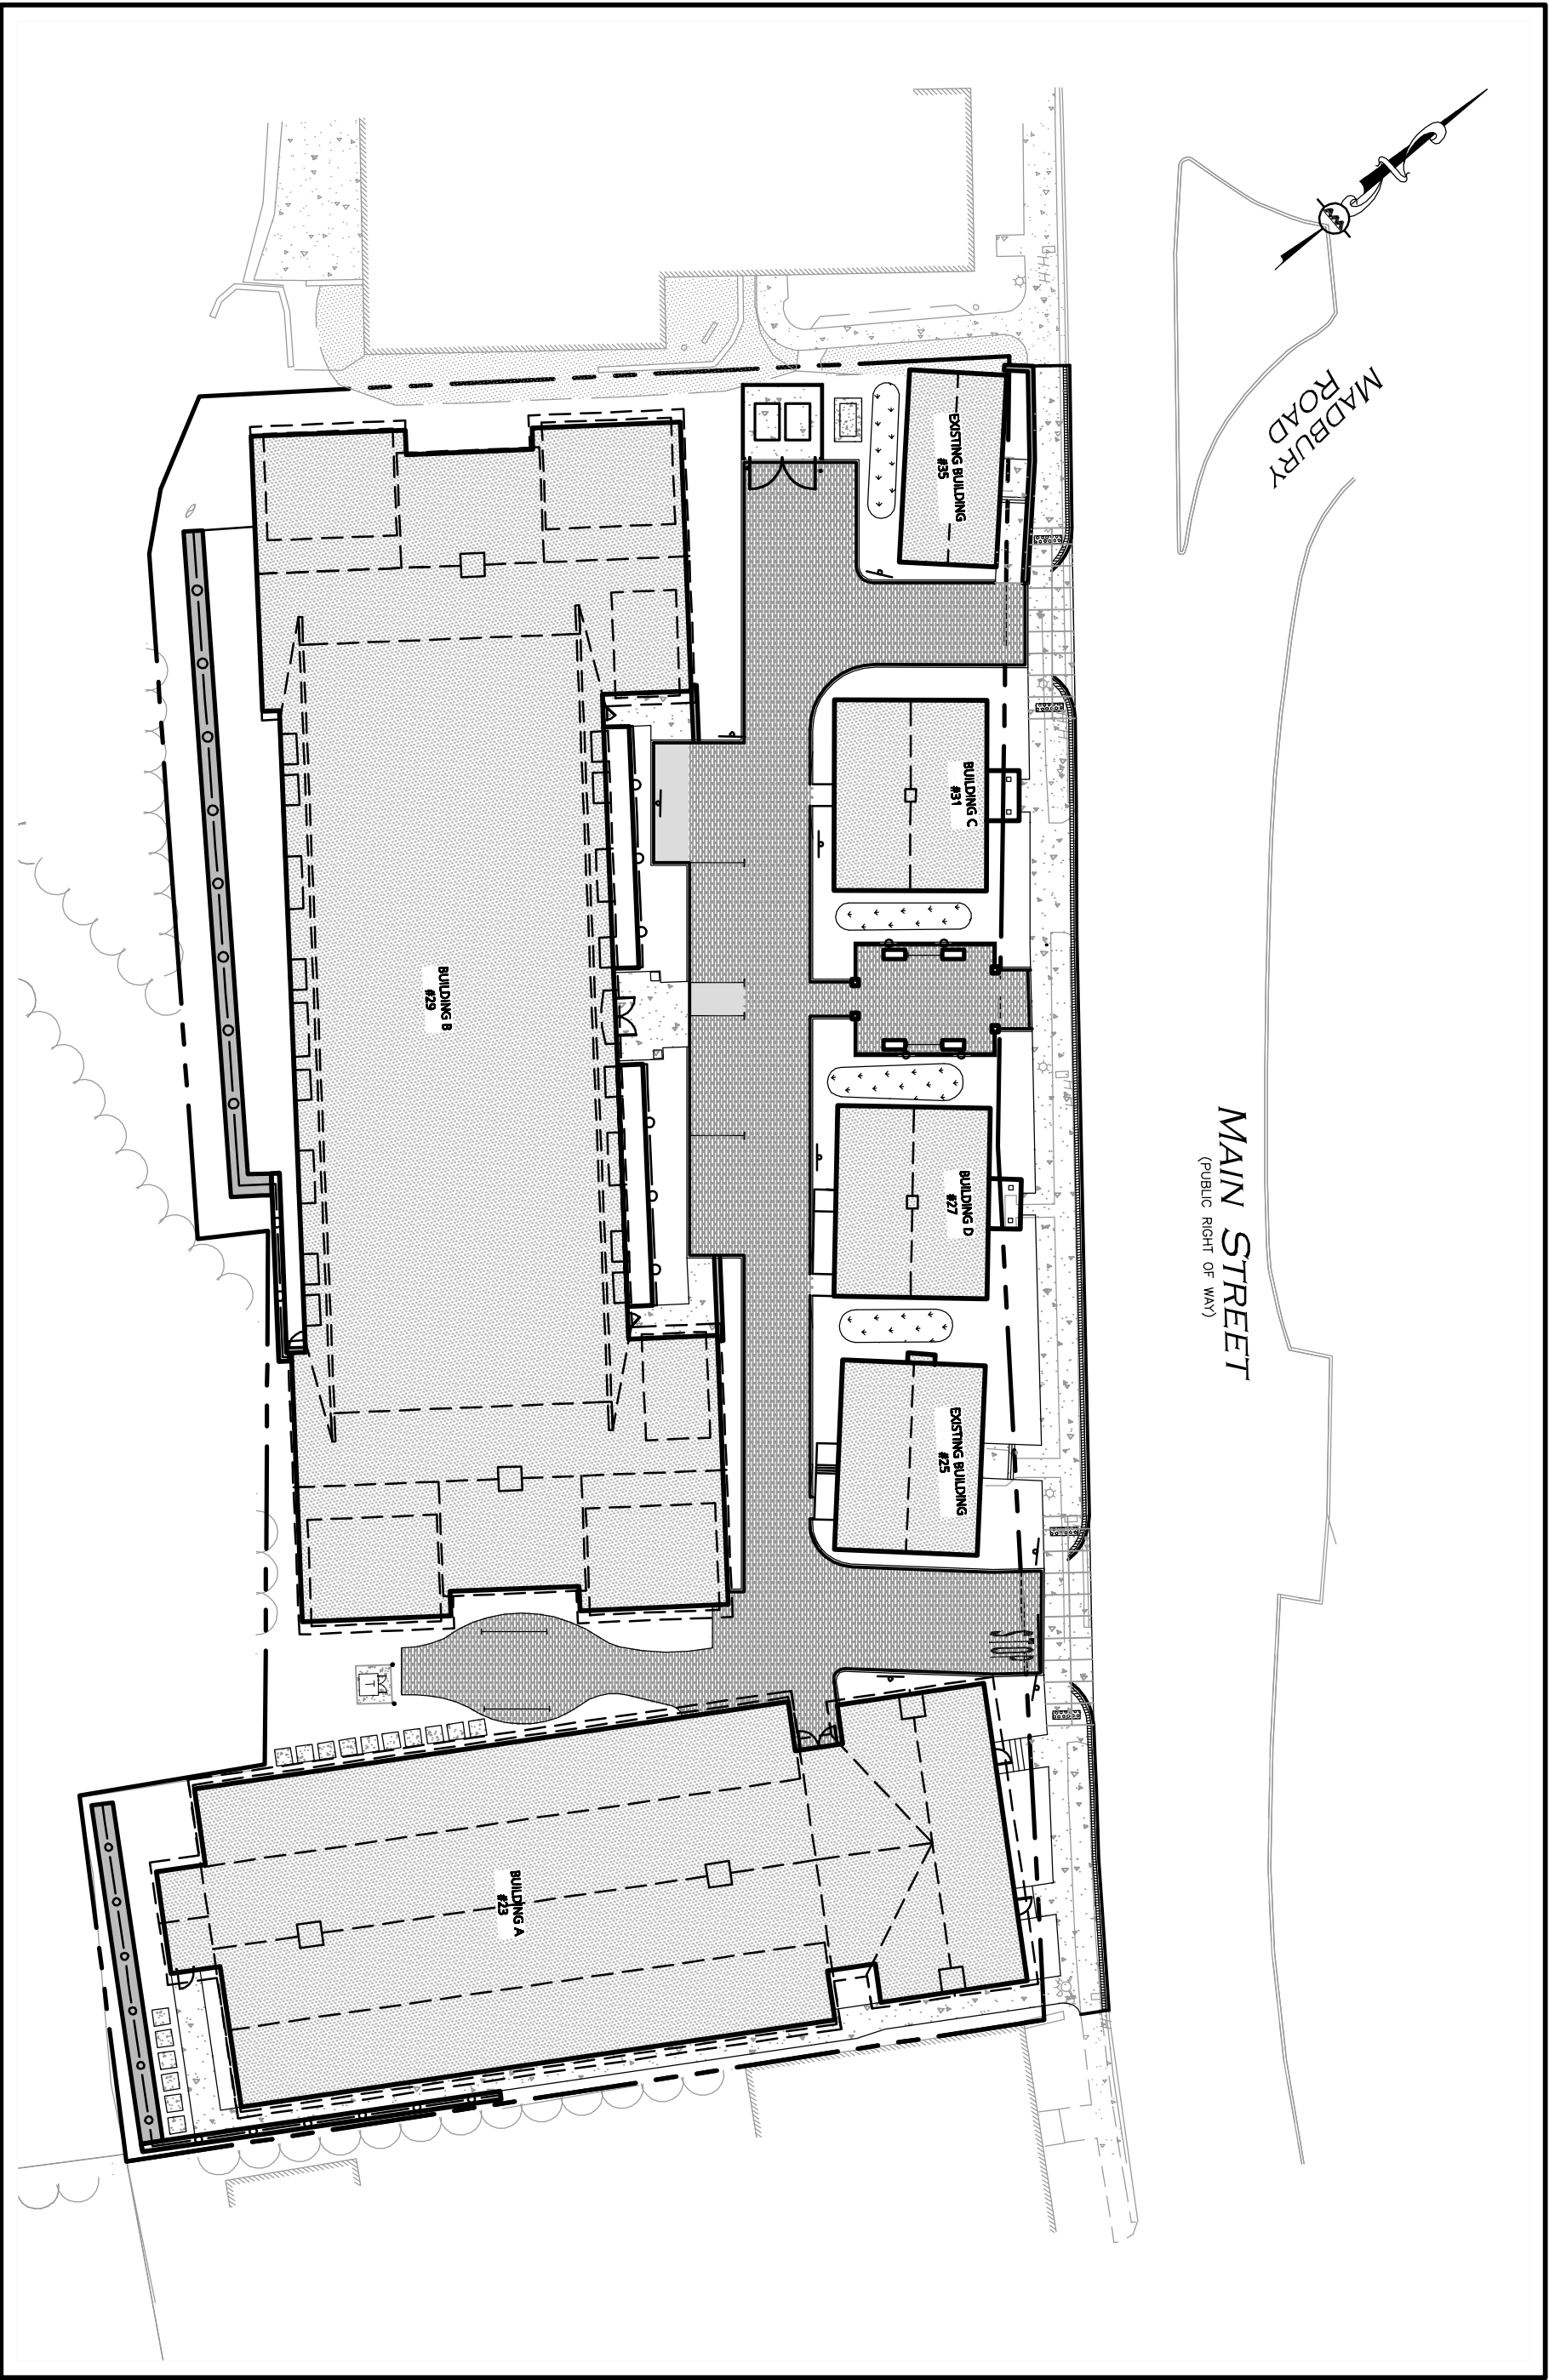 MADBURY
ROAD
MAIN STREET
(PUBLIC RIGHT OF WAY)
EXISTING BUILDING
#35
BUILDING C
#31
BUILDING D
#27
EXISTING BUILDING
#25
BUILDING B
#29
STOP
BUILDING A
#23
T